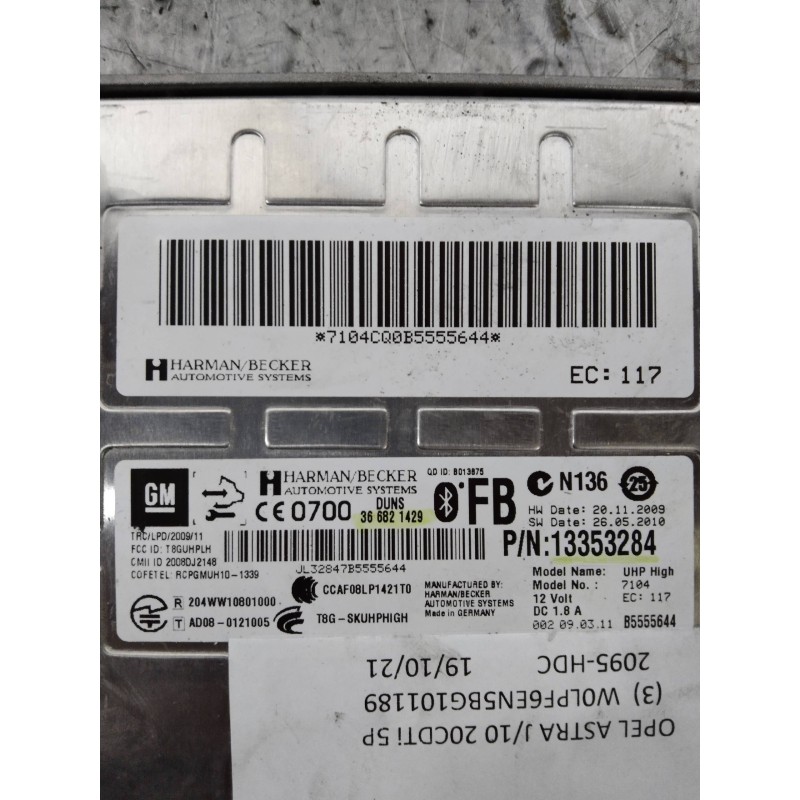 *7104CQ0B5555644*
HARMAN/BECKER
AUTOMOTIVE SYSTEMS
EC: 117
GM
HARMAN/BECKER
AUTOMOTIVE SYSTEMS
QD ID: B013675
FB
N136
25
CE 0700
DUNS
36 682 1429
HW Date: 20.11.2009
SW Date: 26.05.2010
P/N:13353284
TRC/LPD/2009/11
FCC ID: T8GUHPLH
CMII ID 2008DJ2148
COFETEL RCPGMUH10-1339
JL32847B5555644
CCAF08LP1421T0
T8G-SKUHPHIGH
R 204WW10801000
T AD08-0121005
MANUFACTURED BY:
HARMAN/BECKER
AUTOMOTIVE SYSTEMS
Made in GERMANY
Model Name: UHP High
Model No.: 7104
12 Volt EC: 117
DC 1.8 A
002 09.03.11 B5555644
OPEL ASTRA J/10 20CDTi 5P
(3) W0LPF6EN5BG101189
2095-HDC 19/10/21